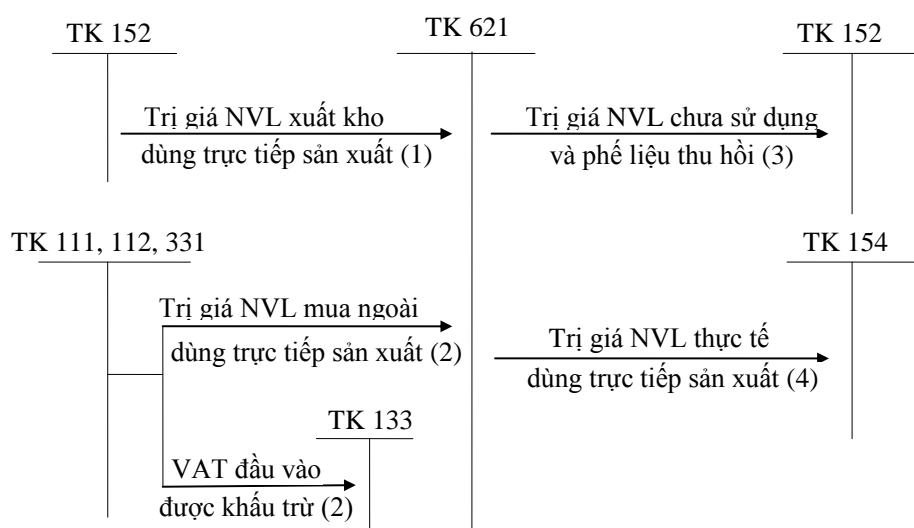 TK 152
TK 621
TK 152
Trị giá NVL xuất kho
dùng trực tiếp sản xuất (1)
Trị giá NVL chưa sử dụng
và phế liệu thu hồi (3)
TK 111, 112, 331
TK 154
Trị giá NVL mua ngoài
dùng trực tiếp sản xuất (2)
Trị giá NVL thực tế
dùng trực tiếp sản xuất (4)
TK 133
VAT đầu vào
được khấu trừ (2)